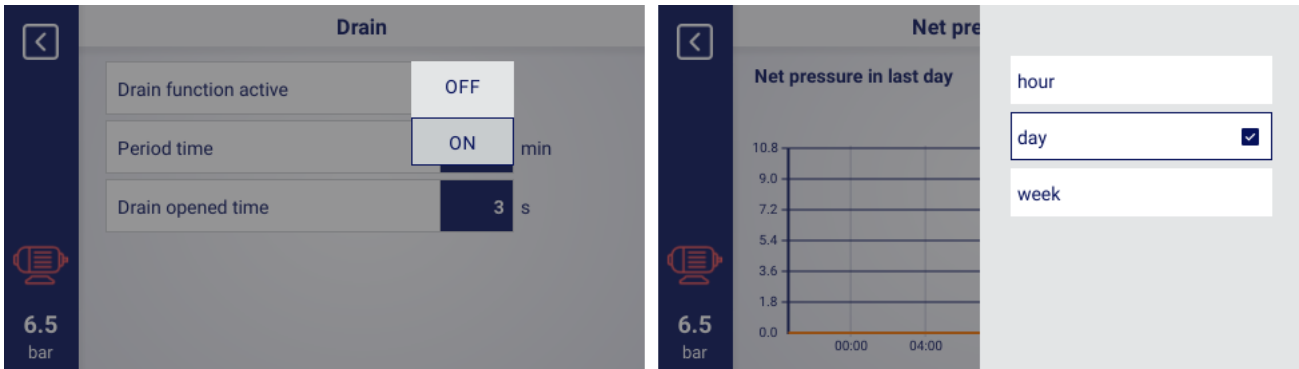 Drain
Drain function active
OFF
ON
Period time
min
Drain opened time
3 s
6.5
bar
Net pre
Net pressure in last day
10.8
9.0
7.2
5.4
3.6
1.8
0.0
00:00 04:00
6.5
bar
hour
day
week